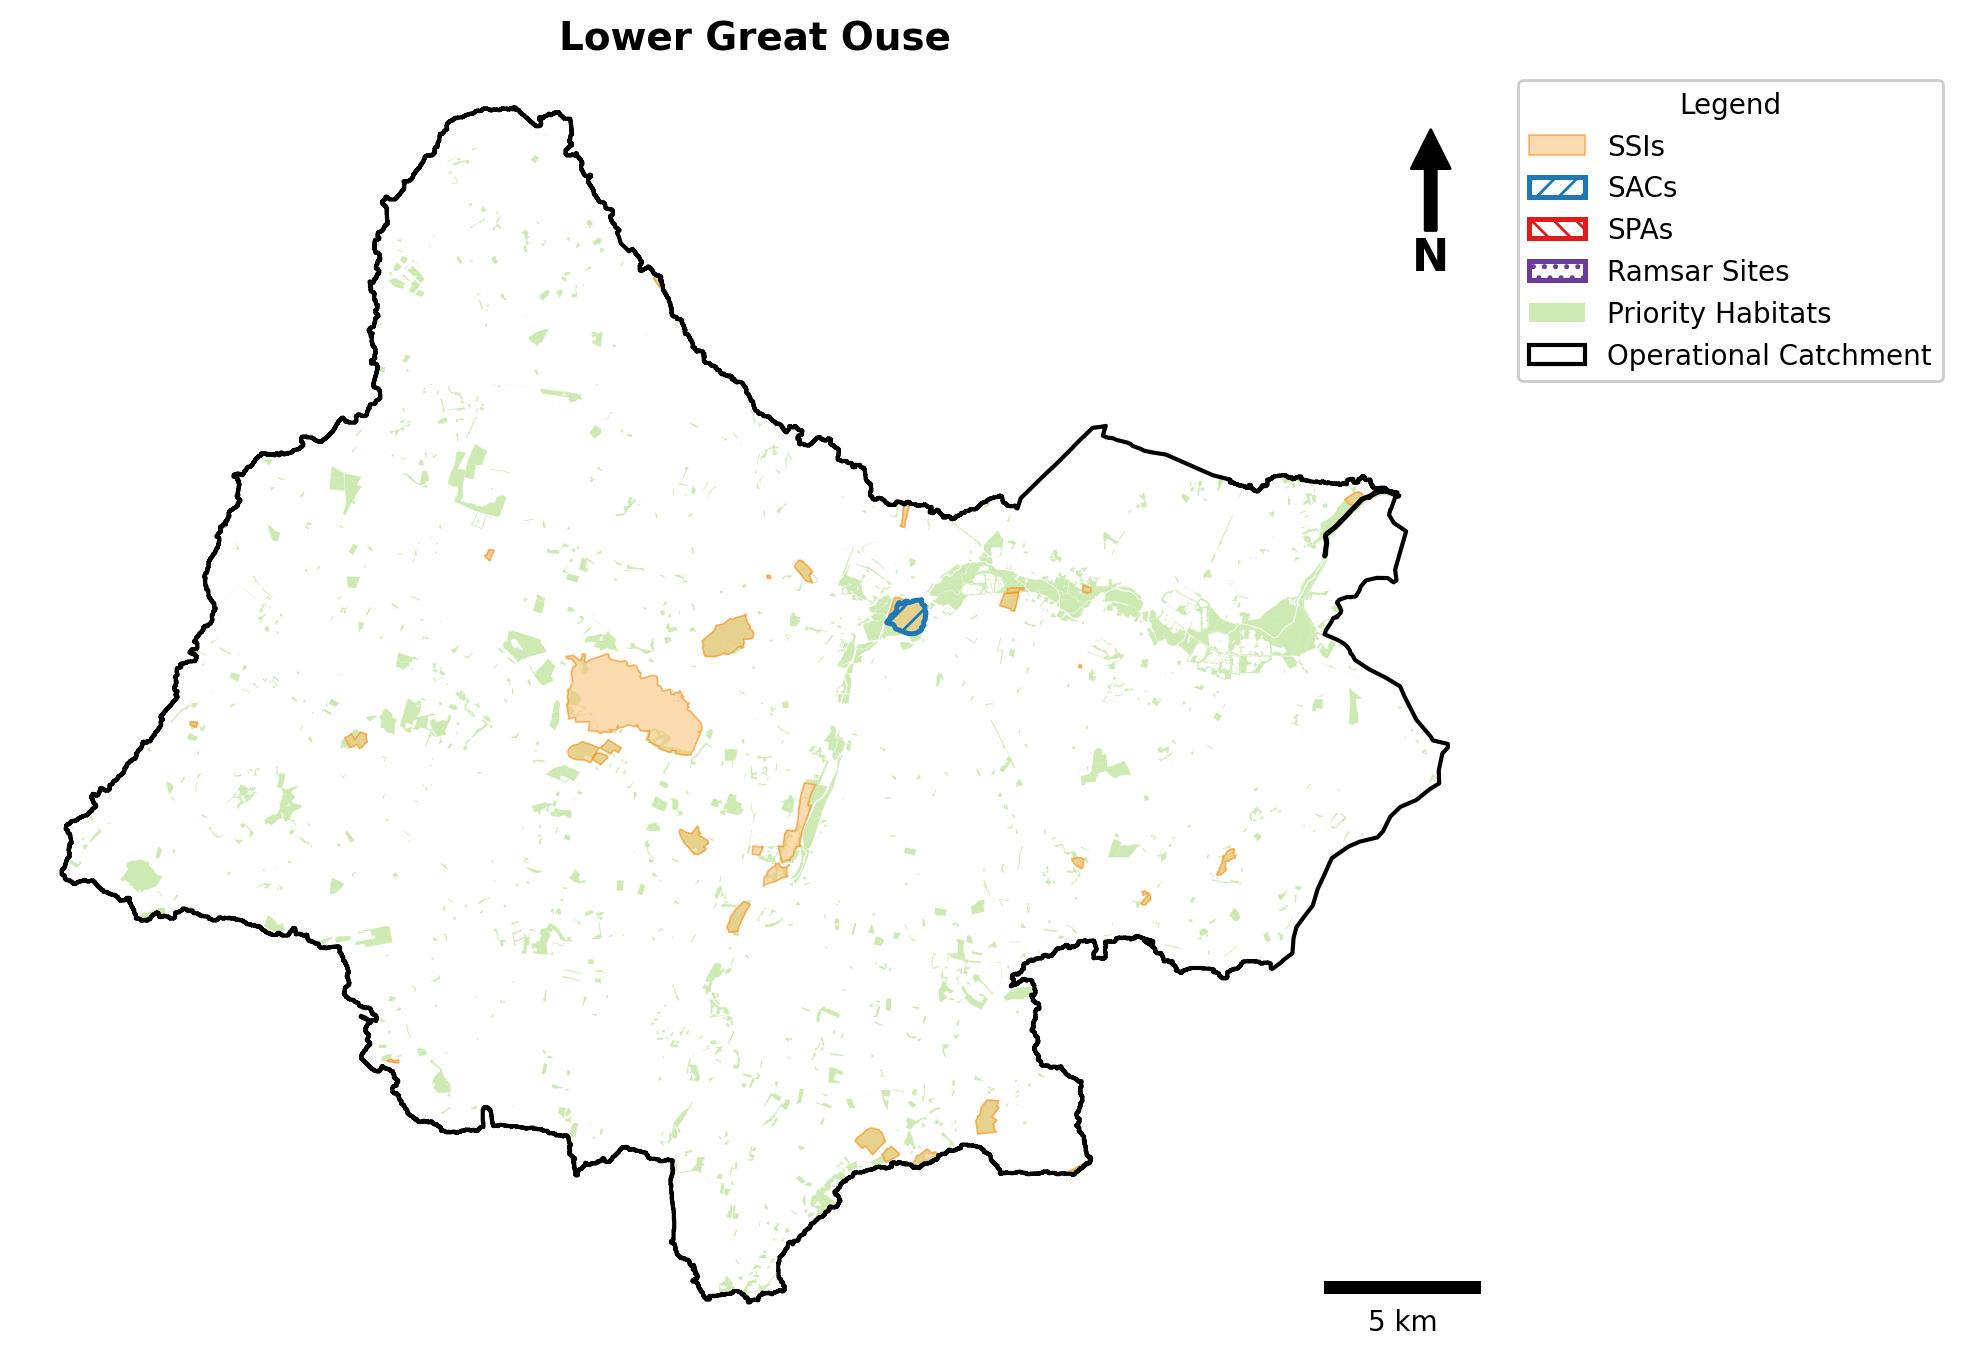 Lower Great Ouse
Legend
SSIs
SACs
SPAs
Ramsar Sites
Priority Habitats
Operational Catchment
N
5 km